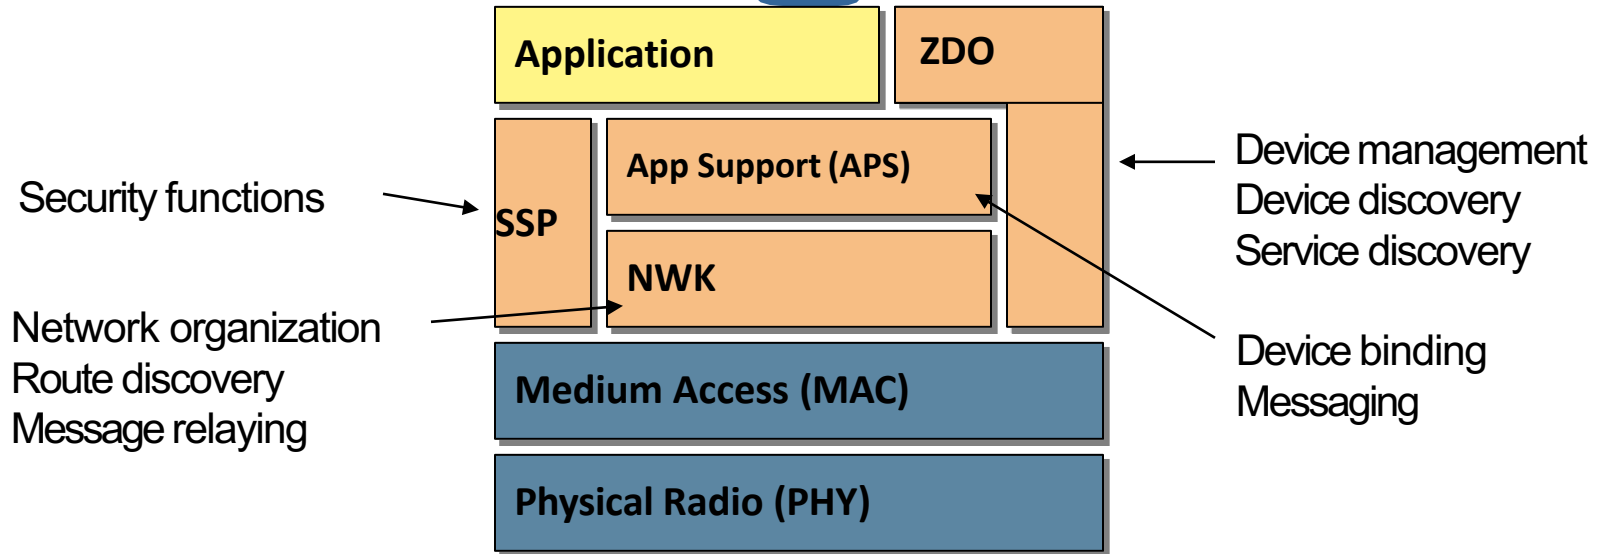 Application
ZDO
App Support (APS)
SSP
NWK
Medium Access (MAC)
Physical Radio (PHY)
Security functions
Network organization
Route discovery
Message relaying
Device management
Device discovery
Service discovery
Device binding
Messaging